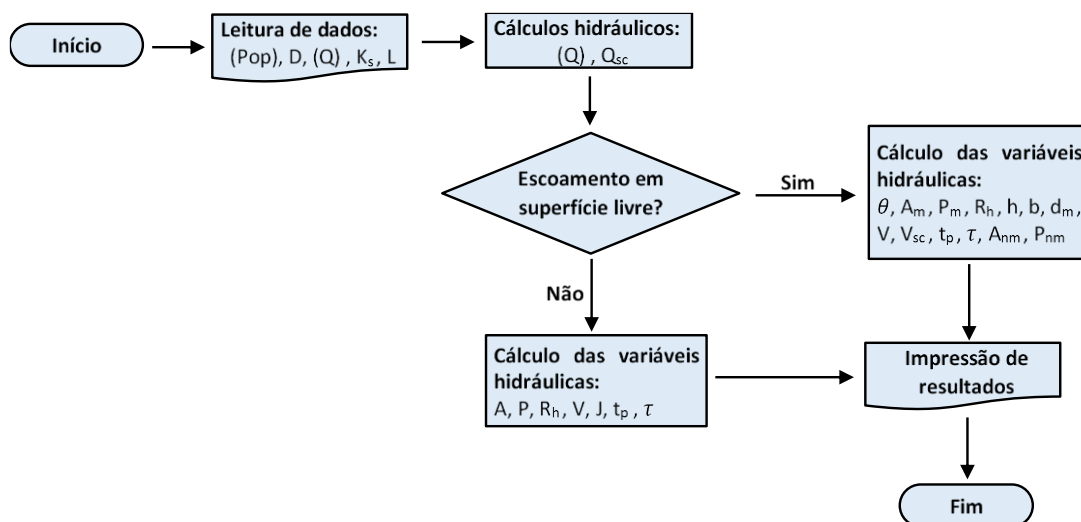 Início
Leitura de dados:
(Pop), D, (Q) , Kₛ, L
Cálculos hidráulicos:
(Q) , Qsc
Escoamento em
superfície livre?
Sim
Cálculo das variáveis
hidráulicas:
θ, Aₘ, Pₘ, Rₕ, h, b, dₘ,
V, Vsc, tₚ, τ, Aₙₘ, Pₙₘ
Não
Cálculo das variáveis
hidráulicas:
A, P, Rₕ, V, J, tₚ , τ
Impressão de
resultados
Fim